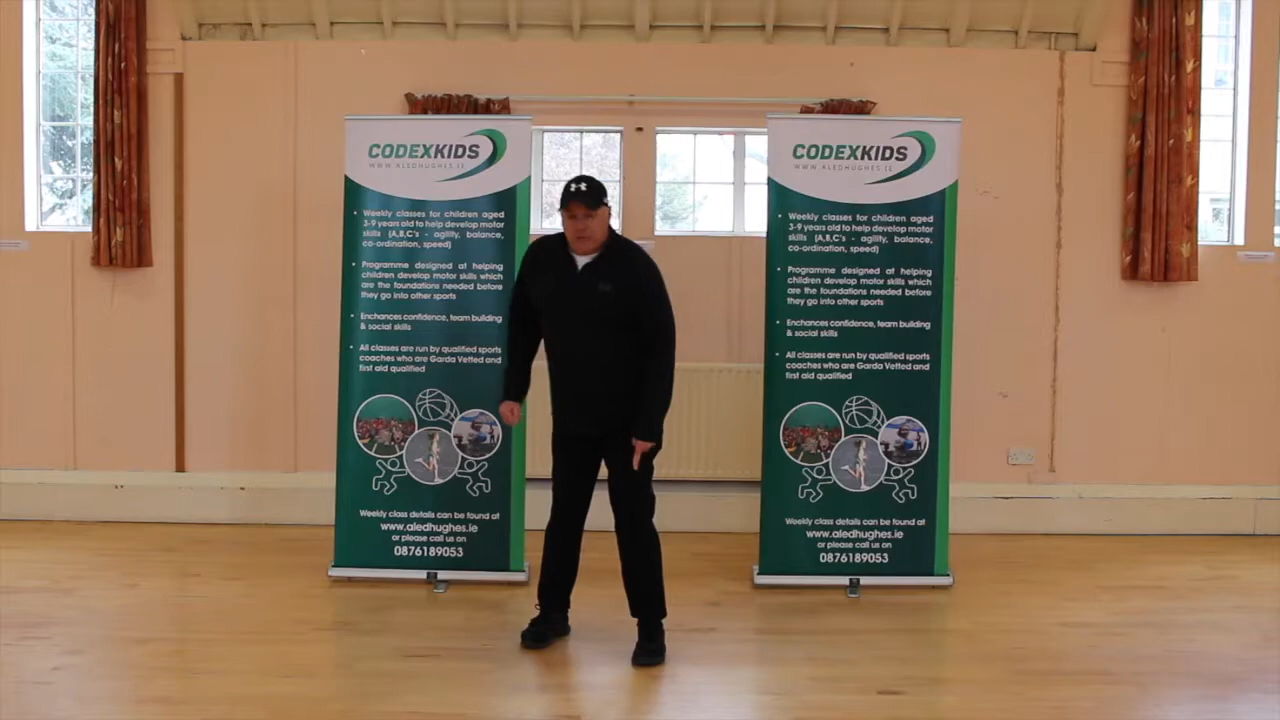 CODEXKIDS
WWW.ALEDHUGHES.IE
• Weekly classes for children aged
3-9 years old to help develop motor
skills (A,B,C's - agility, balance,
co-ordination, speed)
• Programme designed at helping
children develop motor skills which
are the foundations needed before
they go into other sports
• Enchances confidence, team building
& social skills
• All classes are run by qualified sports
coaches who are Garda Vetted and
first aid qualified
Weekly class details can be found at
www.aledhughes.ie
or please call us on
0876189053
CODEXKIDS
WWW.ALEDHUGHES.IE
• Weekly classes for children aged
3-9 years old to help develop motor
skills (A,B,C's - agility, balance,
co-ordination, speed)
• Programme designed at helping
children develop motor skills which
are the foundations needed before
they go into other sports
• Enchances confidence, team building
& social skills
• All classes are run by qualified sports
coaches who are Garda Vetted and
first aid qualified
Weekly class details can be found at
www.aledhughes.ie
or please call us on
0876189053